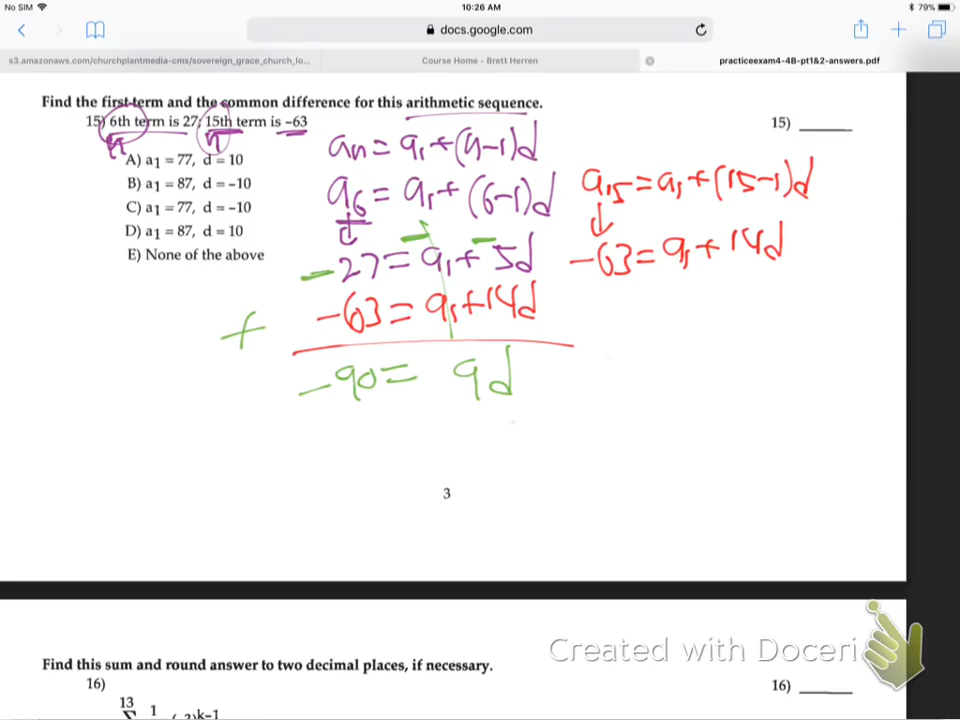 No SIM 10:26 AM 79%
docs.google.com
s3.amazonaws.com/churchplantmedia-cms/sovereign_grace_church_lo... Course Home - Brett Herren practiceexam4-4B-pt1&2-answers.pdf
Find the first term and the common difference for this arithmetic sequence.
15) 6th term is 27; 15th term is -63 15) ______
n n
an = a1 + (n-1)d
A) a1 = 77, d = 10
B) a1 = 87, d = -10
C) a1 = 77, d = -10
D) a1 = 87, d = 10
E) None of the above
a6 = a1 + (6-1)d
a15 = a1 + (15-1)d
-27 = -a1 + -5d
-63 = a1 + 14d
+ -63 = a1 + 14d
-90 = 9d
3
Created with Doceri
Find this sum and round answer to two decimal places, if necessary.
16) 16) ______
13